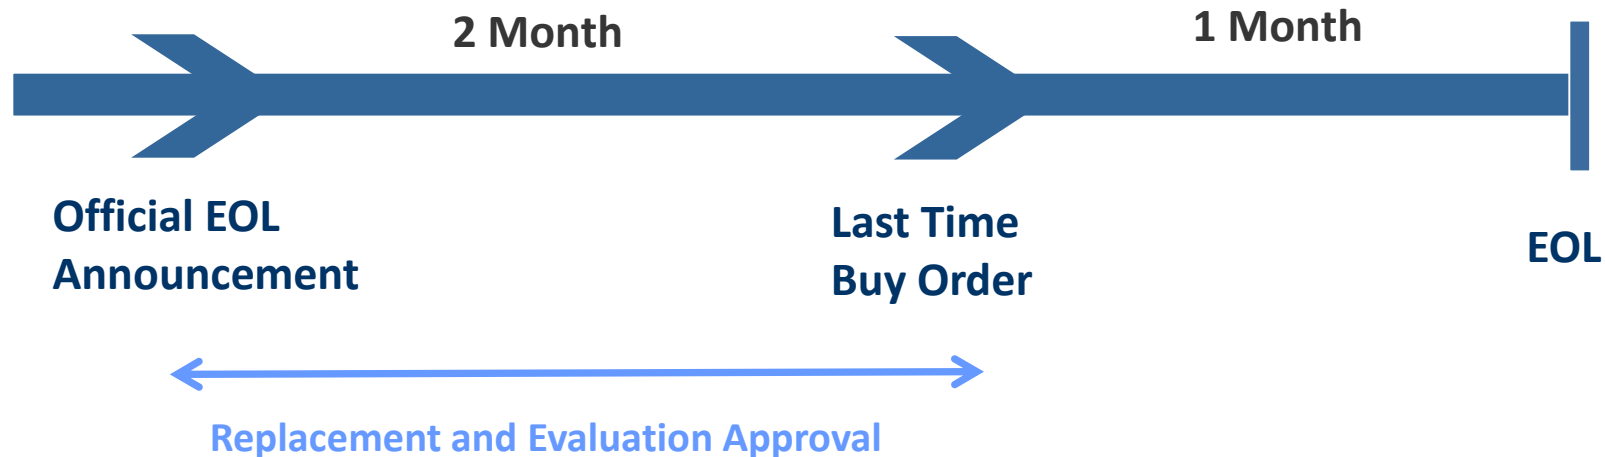 2 Month
1 Month
Official EOL
Announcement
Last Time
Buy Order
EOL
Replacement and Evaluation Approval